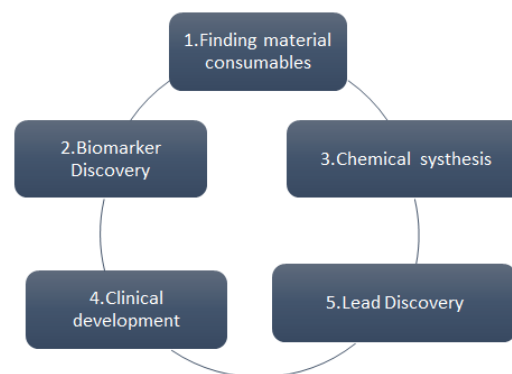 1.Finding material
consumables
2.Biomarker
Discovery
3.Chemical systhesis
4.Clinical
development
5.Lead Discovery